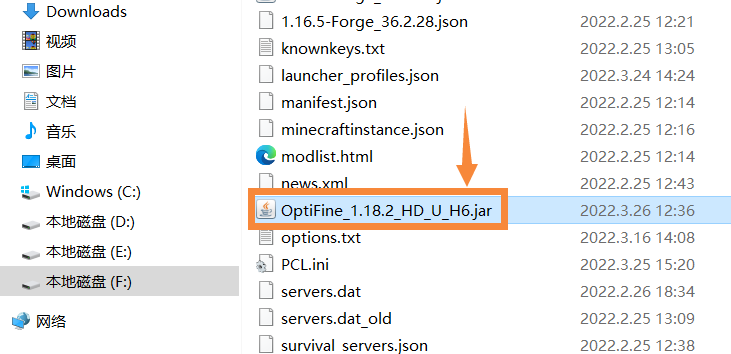 Downloads
视频
图片
文档
音乐
桌面
Windows (C:)
本地磁盘 (D:)
本地磁盘 (E:)
本地磁盘 (F:)
网络
1.16.5-Forge_36.2.28.json 2022.2.25 12:21
knownkeys.txt 2022.2.25 13:05
launcher_profiles.json 2022.3.24 14:24
manifest.json 2022.2.25 12:14
minecraftinstance.json 2022.2.25 12:16
modlist.html 2022.2.25 12:14
news.xml 2022.2.25 12:43
OptiFine_1.18.2_HD_U_H6.jar 2022.3.26 12:36
options.txt 2022.3.16 14:08
PCL.ini 2022.3.25 15:20
servers.dat 2022.2.26 18:34
servers.dat_old 2022.2.25 13:05
survival_servers.json 2022.2.25 12:38